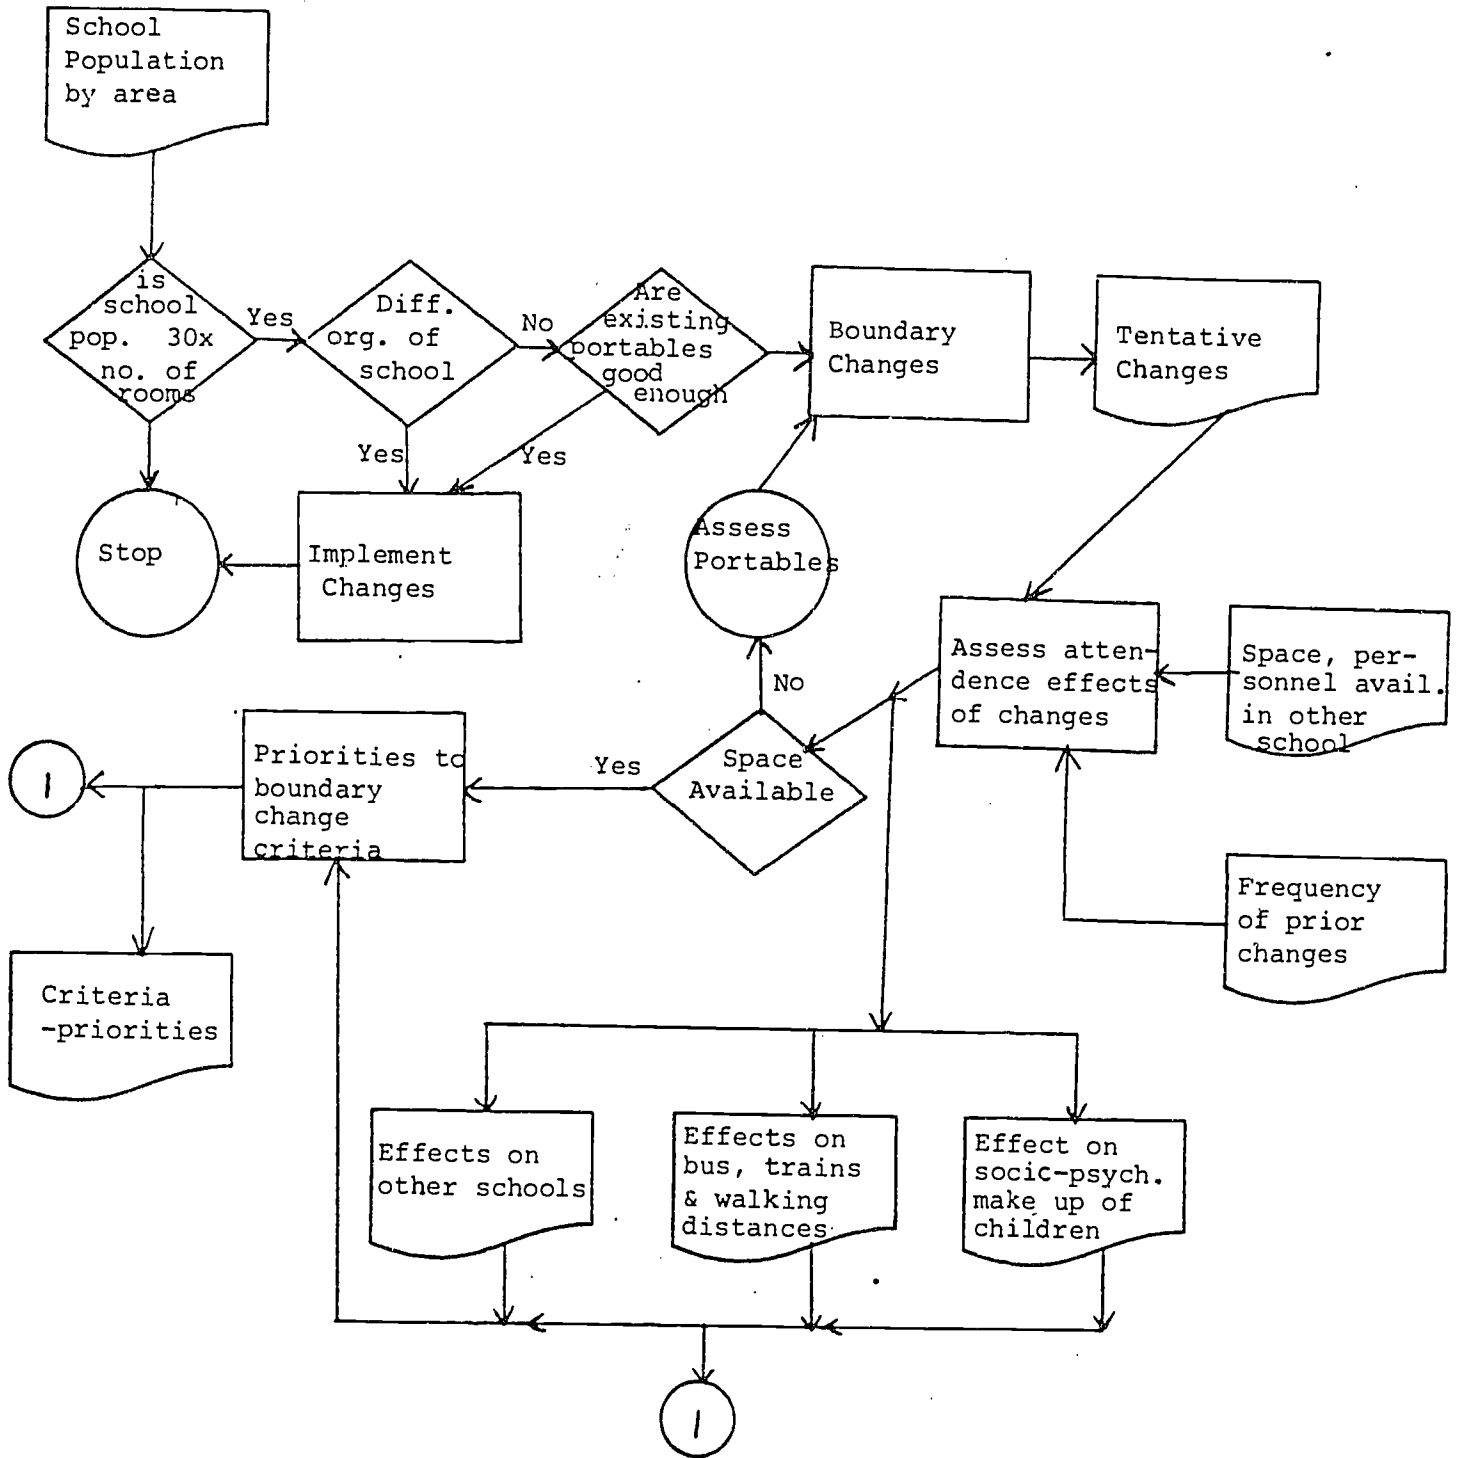 School
Population
by area
is
school
pop. 30x
no. of
rooms
Yes
Diff.
org. of
school
No
Are
existing
portables
good
enough
Boundary
Changes
Tentative
Changes
Yes
Yes
Stop
Implement
Changes
Assess
Portables
Assess atten-
dence effects
of changes
Space, per-
sonnel avail.
in other
school
No
Priorities to
boundary
change
criteria
Yes
Space
Available
1
Frequency
of prior
changes
Criteria
-priorities
Effects on
other schools
Effects on
bus, trains
& walking
distances
Effect on
socic-psych.
make up of
children
1